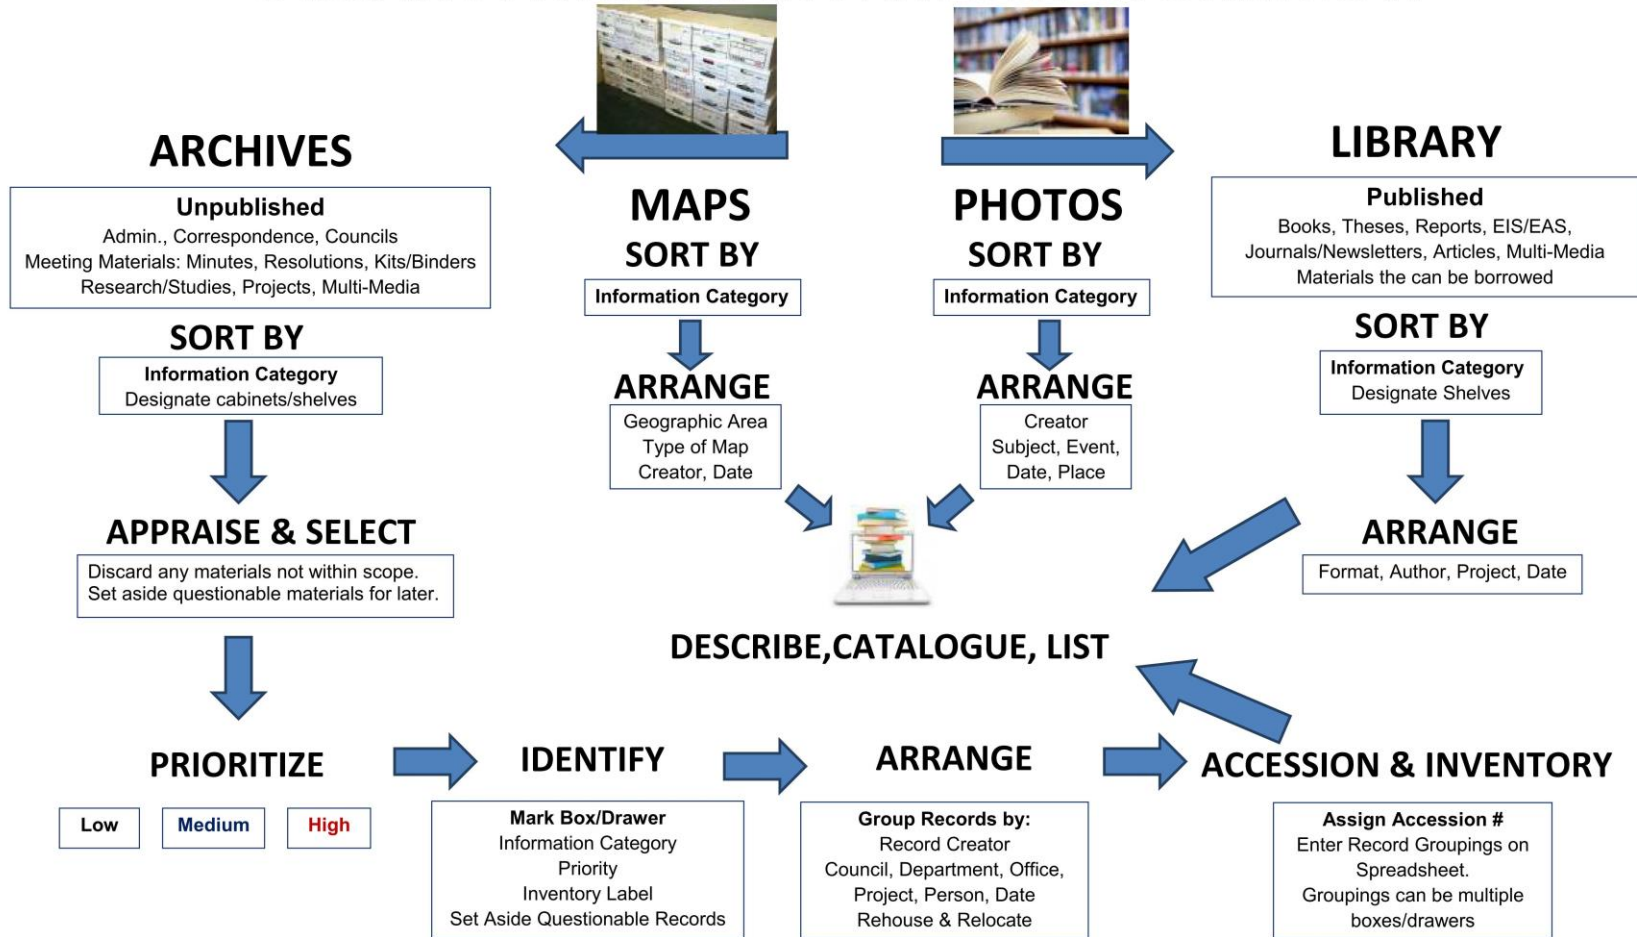 ARCHIVES
Unpublished
Admin., Correspondence, Councils
Meeting Materials: Minutes, Resolutions, Kits/Binders
Research/Studies, Projects, Multi-Media
SORT BY
Information Category
Designate cabinets/shelves
APPRAISE & SELECT
Discard any materials not within scope.
Set aside questionable materials for later.
PRIORITIZE
Low
Medium
High
MAPS
SORT BY
Information Category
ARRANGE
Geographic Area
Type of Map
Creator, Date
PHOTOS
SORT BY
Information Category
ARRANGE
Creator
Subject, Event,
Date, Place
LIBRARY
Published
Books, Theses, Reports, EIS/EAS,
Journals/Newsletters, Articles, Multi-Media
Materials the can be borrowed
SORT BY
Information Category
Designate Shelves
ARRANGE
Format, Author, Project, Date
DESCRIBE,CATALOGUE, LIST
IDENTIFY
Mark Box/Drawer
Information Category
Priority
Inventory Label
Set Aside Questionable Records
ARRANGE
Group Records by:
Record Creator
Council, Department, Office,
Project, Person, Date
Rehouse & Relocate
ACCESSION & INVENTORY
Assign Accession #
Enter Record Groupings on
Spreadsheet.
Groupings can be multiple
boxes/drawers